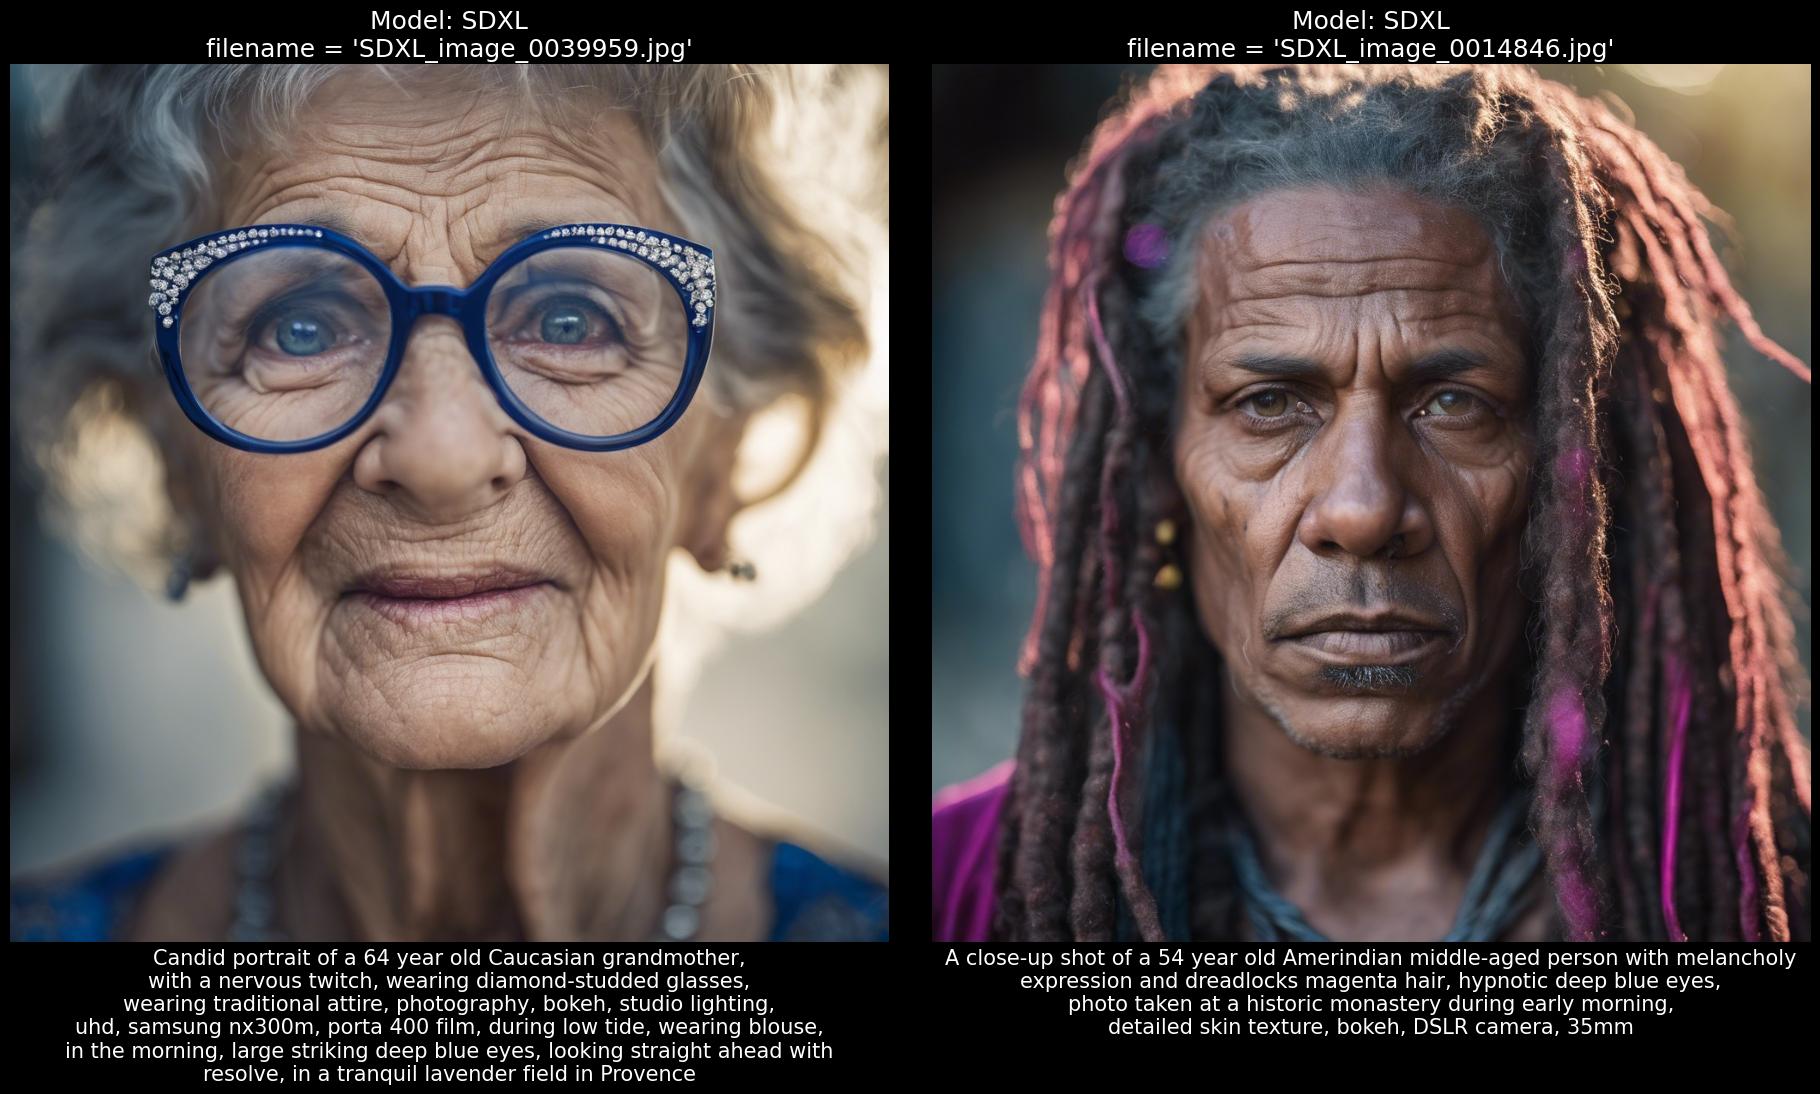 Model: SDXL
filename = 'SDXL_image_0039959.jpg'
Candid portrait of a 64 year old Caucasian grandmother,
with a nervous twitch, wearing diamond-studded glasses,
wearing traditional attire, photography, bokeh, studio lighting,
uhd, samsung nx300m, porta 400 film, during low tide, wearing blouse,
in the morning, large striking deep blue eyes, looking straight ahead with
resolve, in a tranquil lavender field in Provence
Model: SDXL
filename = 'SDXL_image_0014846.jpg'
A close-up shot of a 54 year old Amerindian middle-aged person with melancholy
expression and dreadlocks magenta hair, hypnotic deep blue eyes,
photo taken at a historic monastery during early morning,
detailed skin texture, bokeh, DSLR camera, 35mm